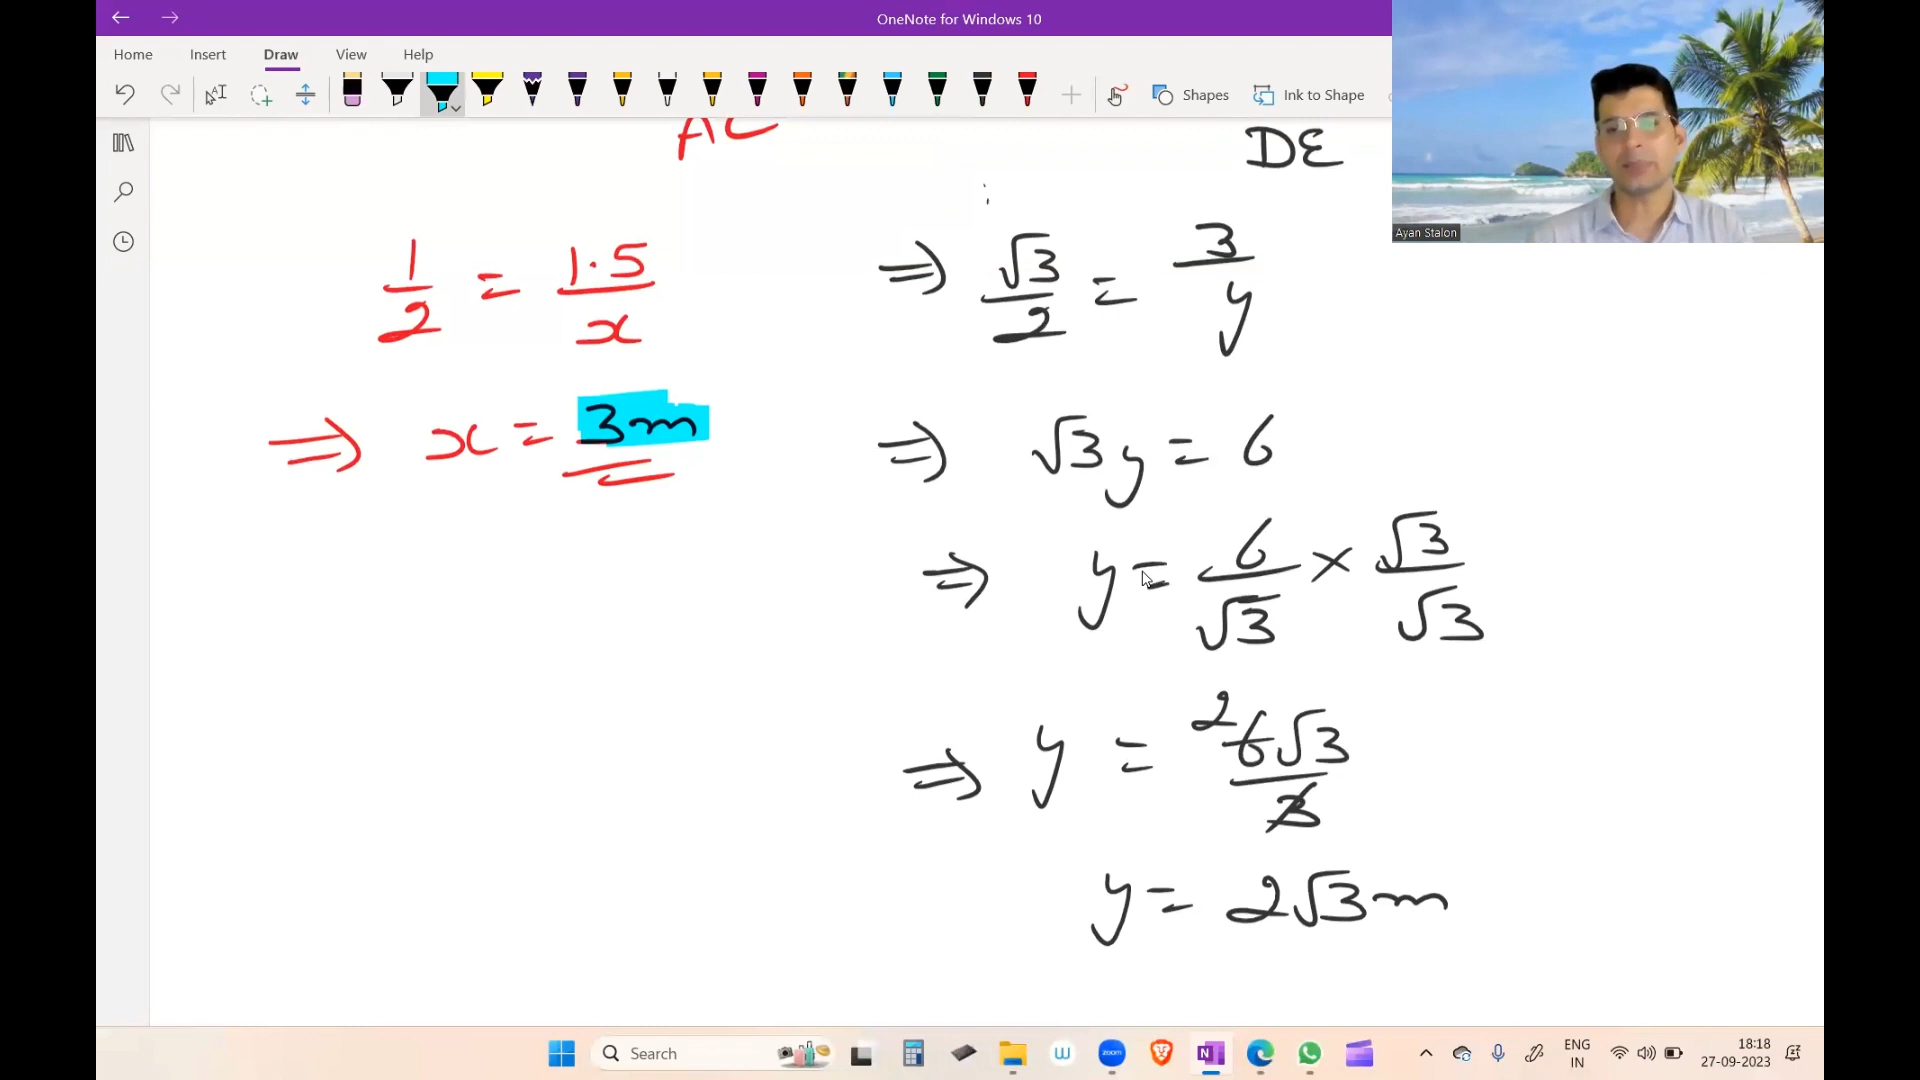 OneNote for Windows 10
Home Insert Draw View Help
Shapes Ink to Shape
Ayan Stalon
AC
DE
1/2 = 1.5/x
⇒ x = 3m
⇒ √3/2 = 3/y
⇒ √3y = 6
⇒ y = 6/√3 × √3/√3
⇒ y = 2 6√3/3
y = 2√3m
Search
zoom
ENG
IN
18:18
27-09-2023